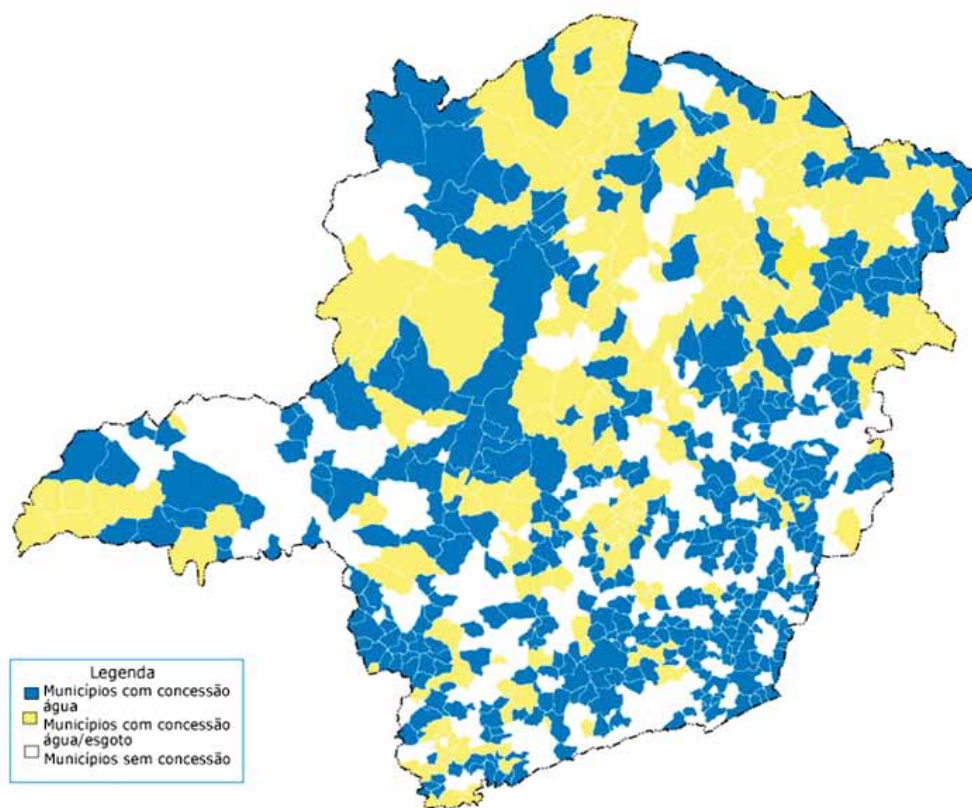 Legenda
Municípios com concessão
água
Municípios com concessão
água/esgoto
Municípios sem concessão